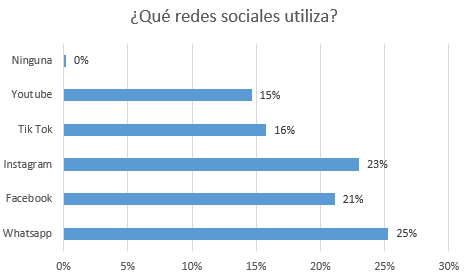 ¿Qué redes sociales utiliza?
Ninguna 0%
Youtube 15%
Tik Tok 16%
Instagram 23%
Facebook 21%
Whatsapp 25%
0% 5% 10% 15% 20% 25% 30%